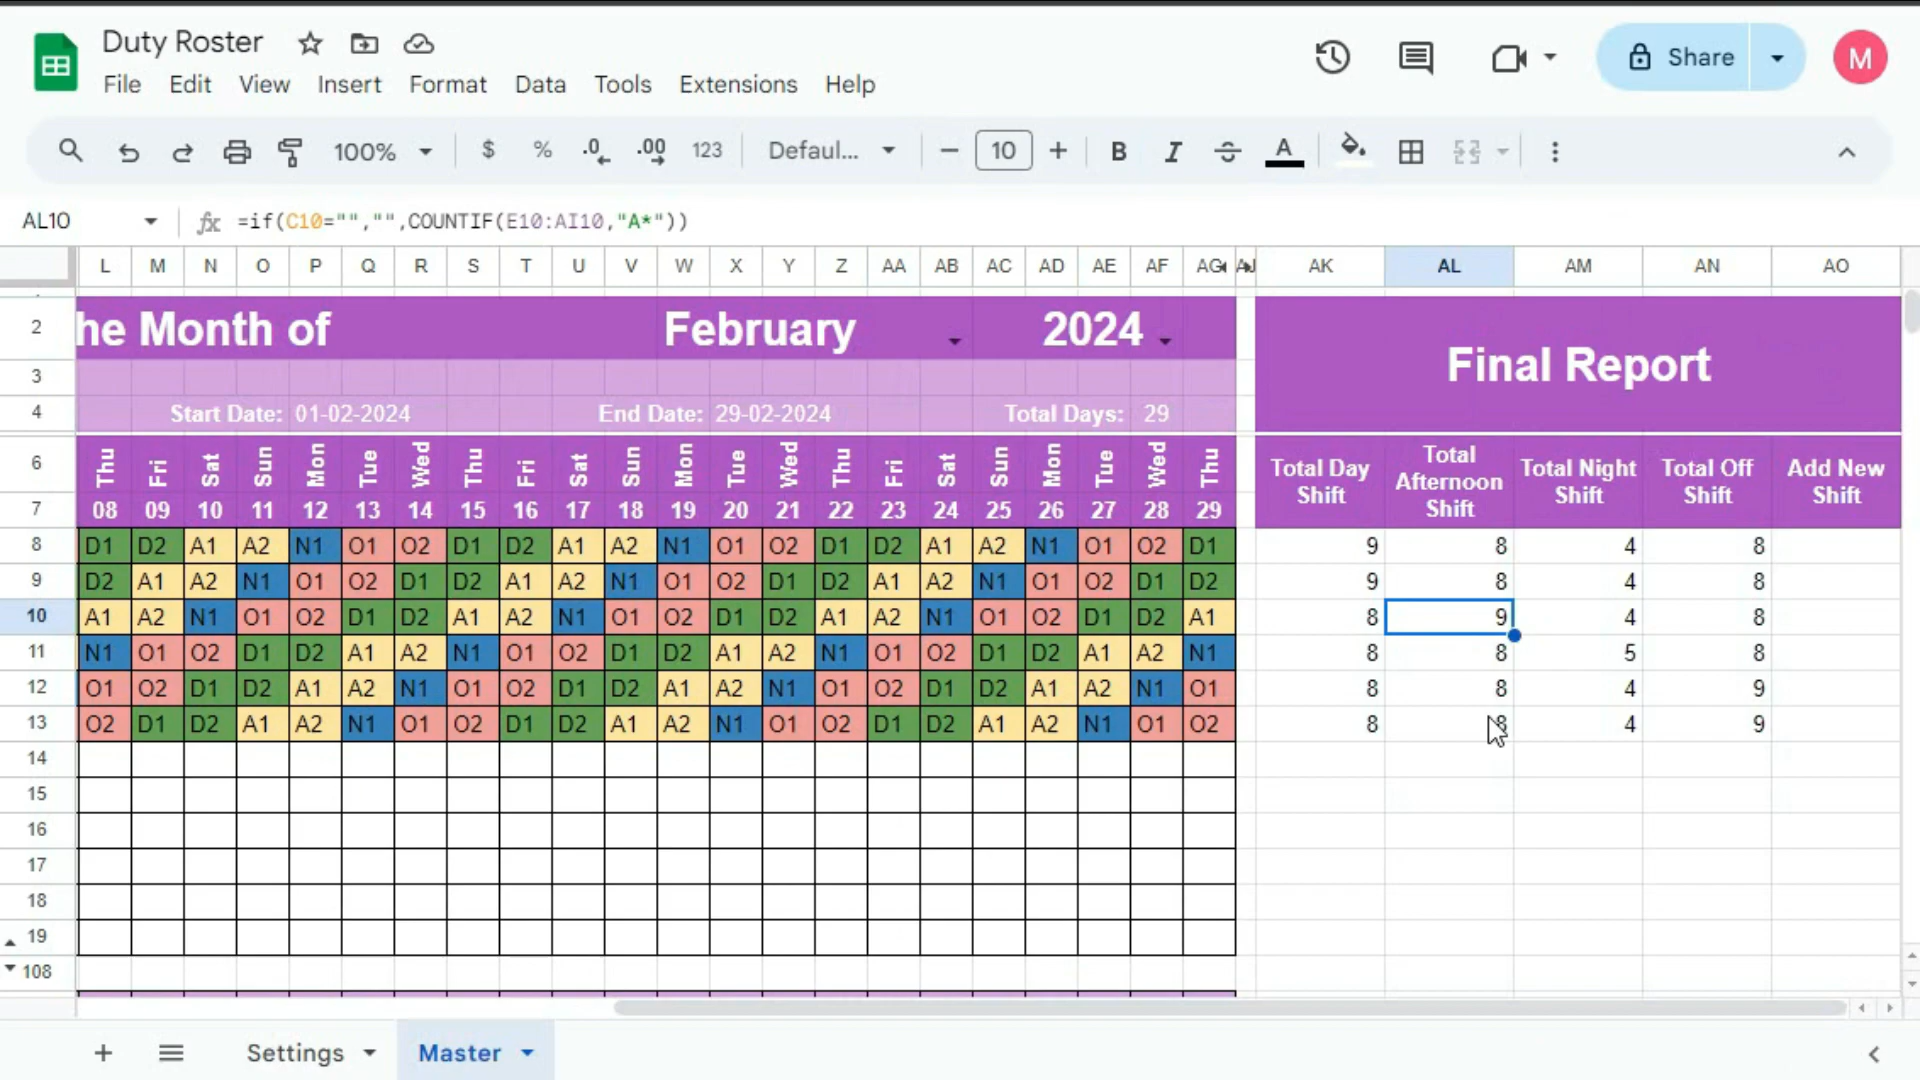 Duty Roster
File Edit View Insert Format Data Tools Extensions Help
Share
M
100% $ % .0 .00 123 Defaul... 10 B I A
AL10 fx =if(C10="","",COUNTIF(E10:AI10,"A*"))
L M N O P Q R S T U V W X Y Z AA AB AC AD AE AF AG AJ AK AL AM AN AO
2 he Month of February 2024 Final Report
3
4 Start Date: 01-02-2024 End Date: 29-02-2024 Total Days: 29
6 Thu Fri Sat Sun Mon Tue Wed Thu Fri Sat Sun Mon Tue Wed Thu Fri Sat Sun Mon Tue Wed Thu Total Day Shift Total Afternoon Shift Total Night Shift Total Off Shift Add New Shift
7 08 09 10 11 12 13 14 15 16 17 18 19 20 21 22 23 24 25 26 27 28 29
8 D1 D2 A1 A2 N1 O1 O2 D1 D2 A1 A2 N1 O1 O2 D1 D2 A1 A2 N1 O1 O2 D1 9 8 4 8
9 D2 A1 A2 N1 O1 O2 D1 D2 A1 A2 N1 O1 O2 D1 D2 A1 A2 N1 O1 O2 D1 D2 9 8 4 8
10 A1 A2 N1 O1 O2 D1 D2 A1 A2 N1 O1 O2 D1 D2 A1 A2 N1 O1 O2 D1 D2 A1 8 9 4 8
11 N1 O1 O2 D1 D2 A1 A2 N1 O1 O2 D1 D2 A1 A2 N1 O1 O2 D1 D2 A1 A2 N1 8 8 5 8
12 O1 O2 D1 D2 A1 A2 N1 O1 O2 D1 D2 A1 A2 N1 O1 O2 D1 D2 A1 A2 N1 O1 8 8 4 9
13 O2 D1 D2 A1 A2 N1 O1 O2 D1 D2 A1 A2 N1 O1 O2 D1 D2 A1 A2 N1 O1 O2 8 8 4 9
14
15
16
17
18
19
108
Settings Master